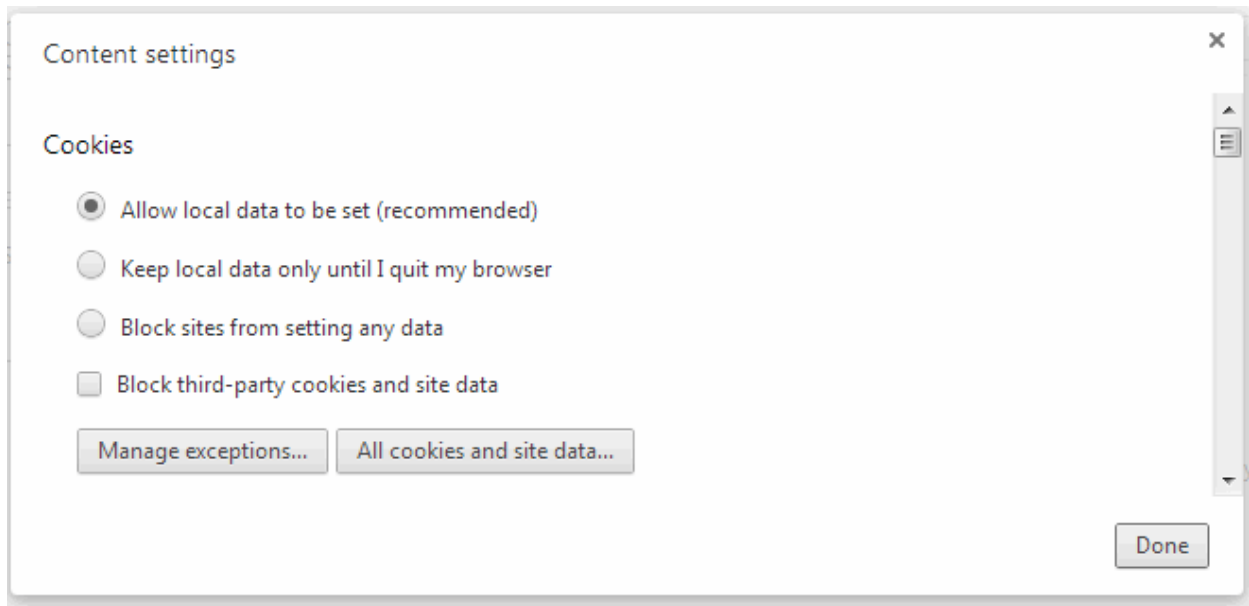 Content settings
Cookies
Allow local data to be set (recommended)
Keep local data only until I quit my browser
Block sites from setting any data
Block third-party cookies and site data
Manage exceptions... All cookies and site data...
Done